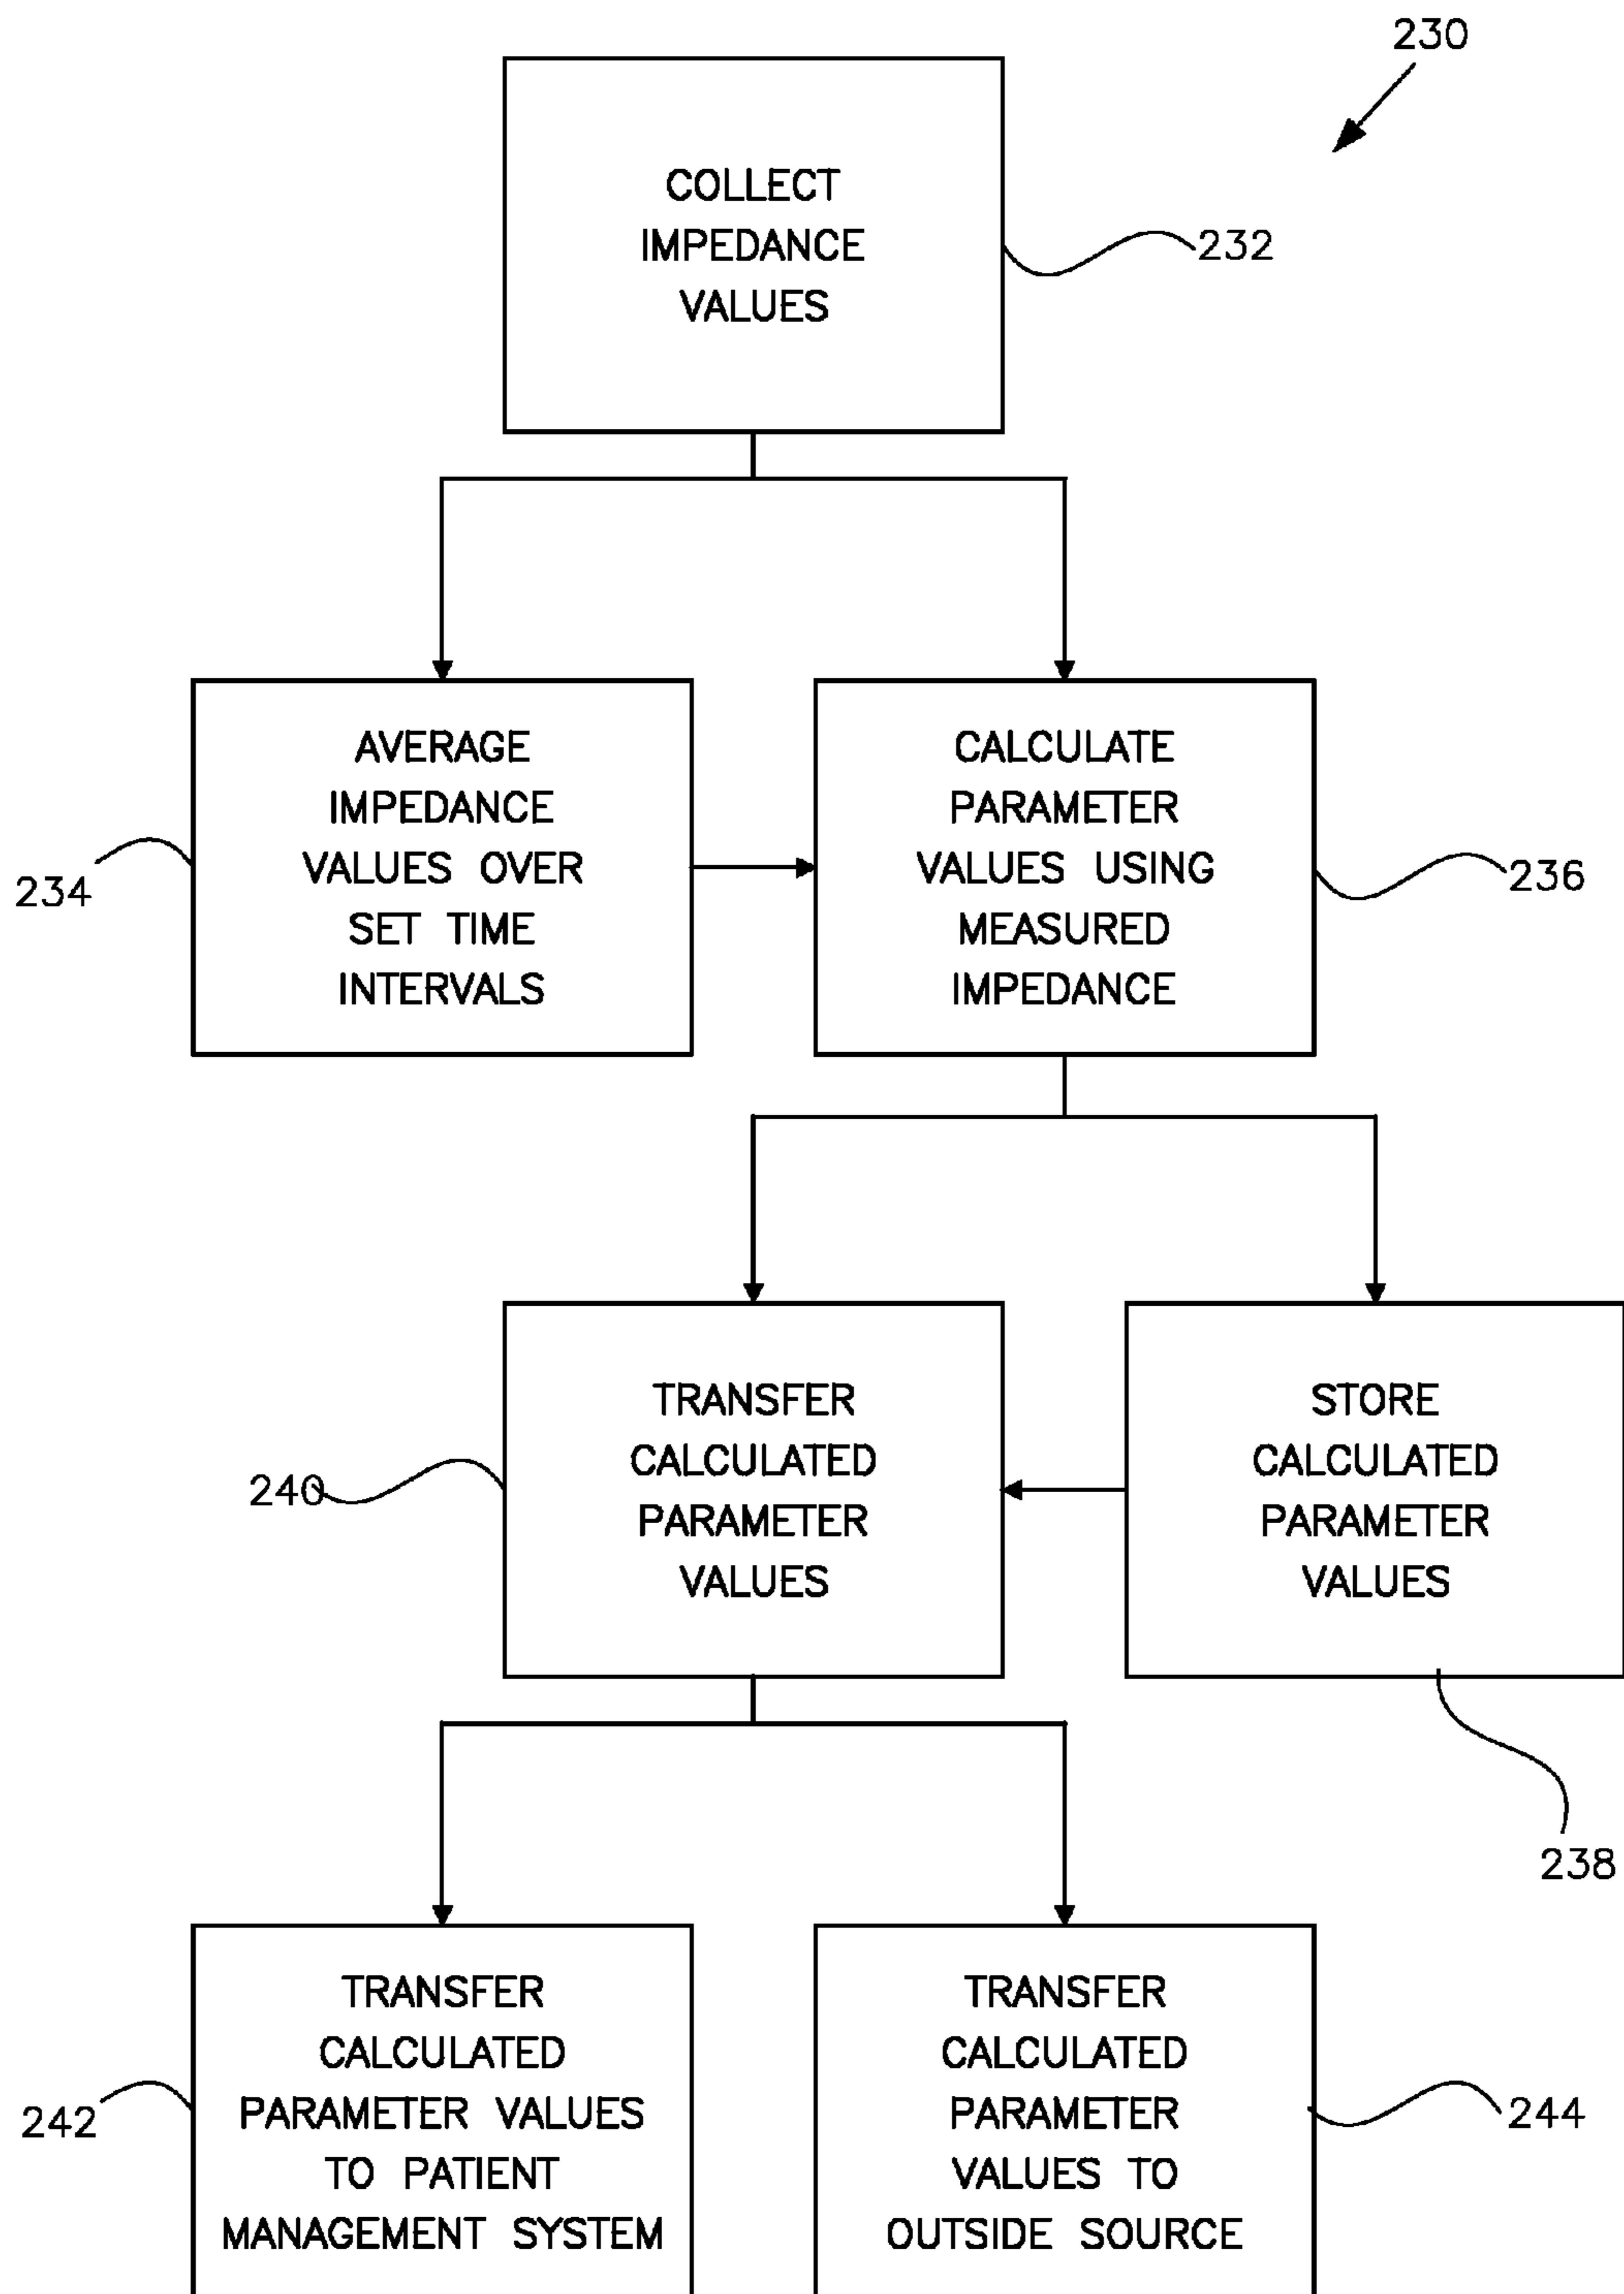 230
COLLECT
IMPEDANCE
VALUES
232
AVERAGE
IMPEDANCE
VALUES OVER
SET TIME
INTERVALS
234
CALCULATE
PARAMETER
VALUES USING
MEASURED
IMPEDANCE
236
TRANSFER
CALCULATED
PARAMETER
VALUES
240
STORE
CALCULATED
PARAMETER
VALUES
238
TRANSFER
CALCULATED
PARAMETER VALUES
TO PATIENT
MANAGEMENT SYSTEM
242
TRANSFER
CALCULATED
PARAMETER
VALUES TO
OUTSIDE SOURCE
244